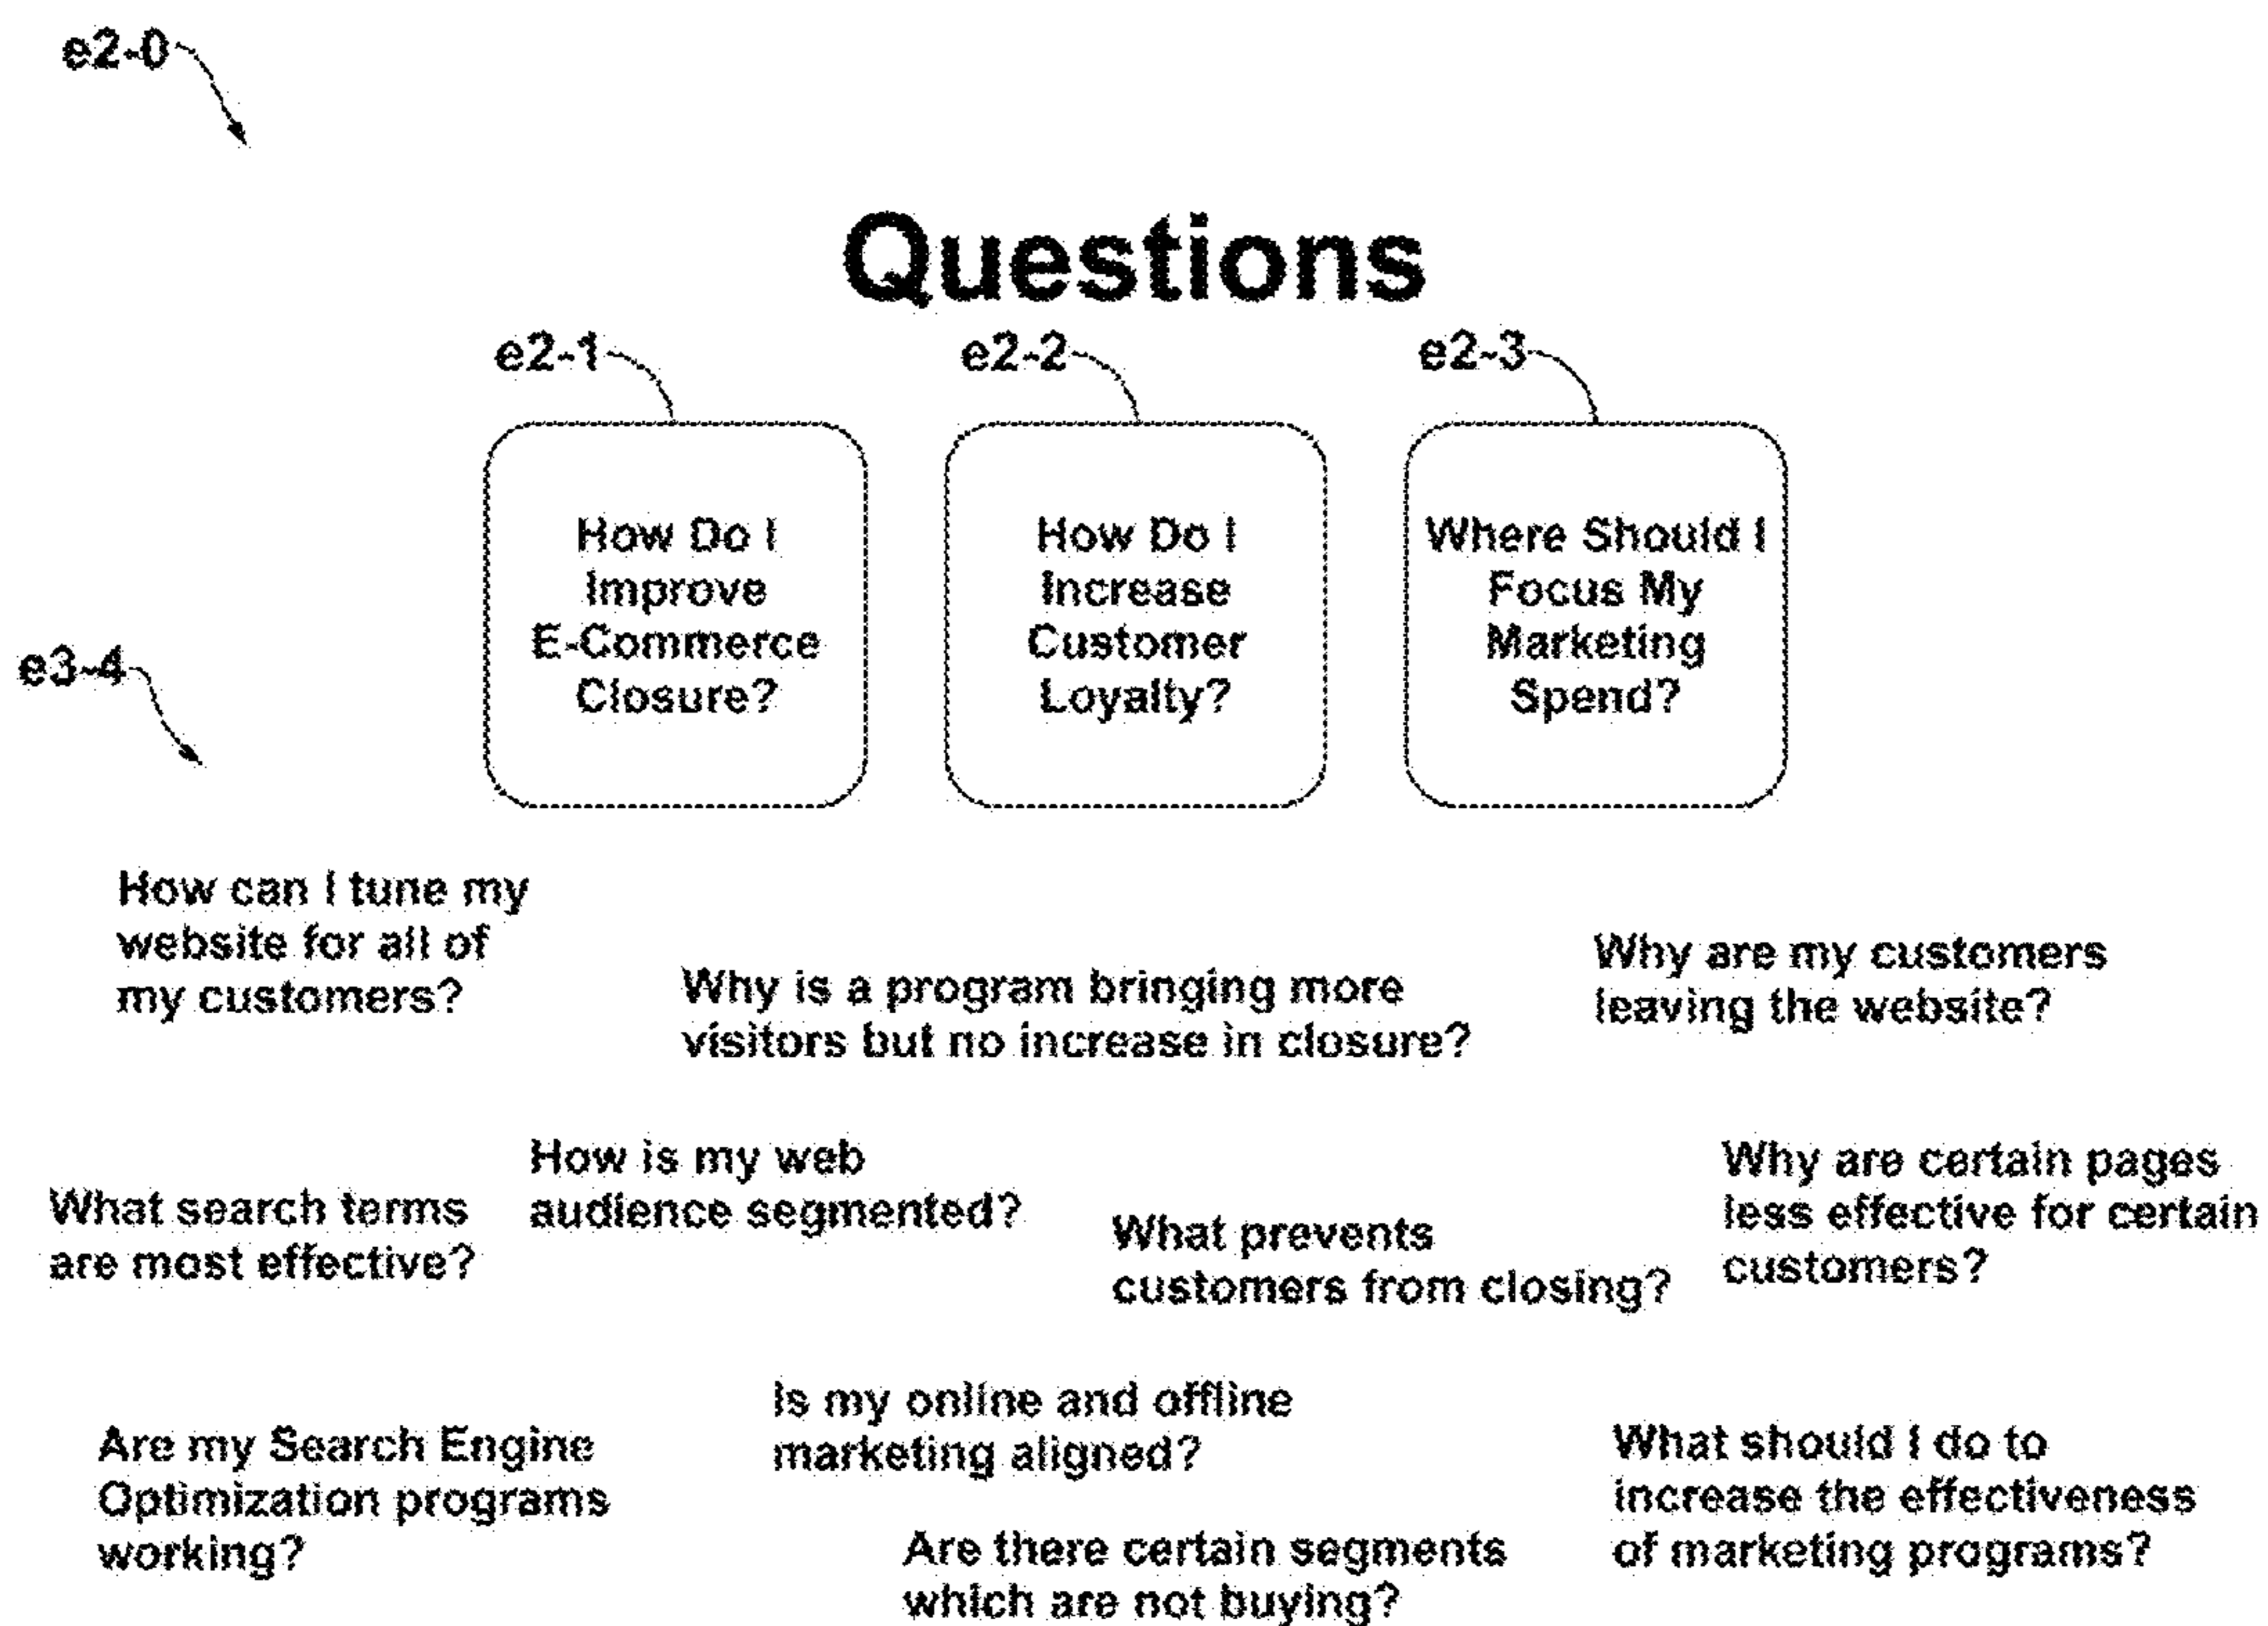 e2-0
Questions
e2-1
e2-2
e2-3
How Do I
Improve
E-Commerce
Closure?
How Do I
Increase
Customer
Loyalty?
Where Should I
Focus My
Marketing
Spend?
e3-4
How can I tune my
website for all of
my customers?
Why is a program bringing more
visitors but no increase in closure?
Why are my customers
leaving the website?
What search terms
are most effective?
How is my web
audience segmented?
What prevents
customers from closing?
Why are certain pages
less effective for certain
customers?
Are my Search Engine
Optimization programs
working?
Is my online and offline
marketing aligned?
Are there certain segments
which are not buying?
What should I do to
increase the effectiveness
of marketing programs?